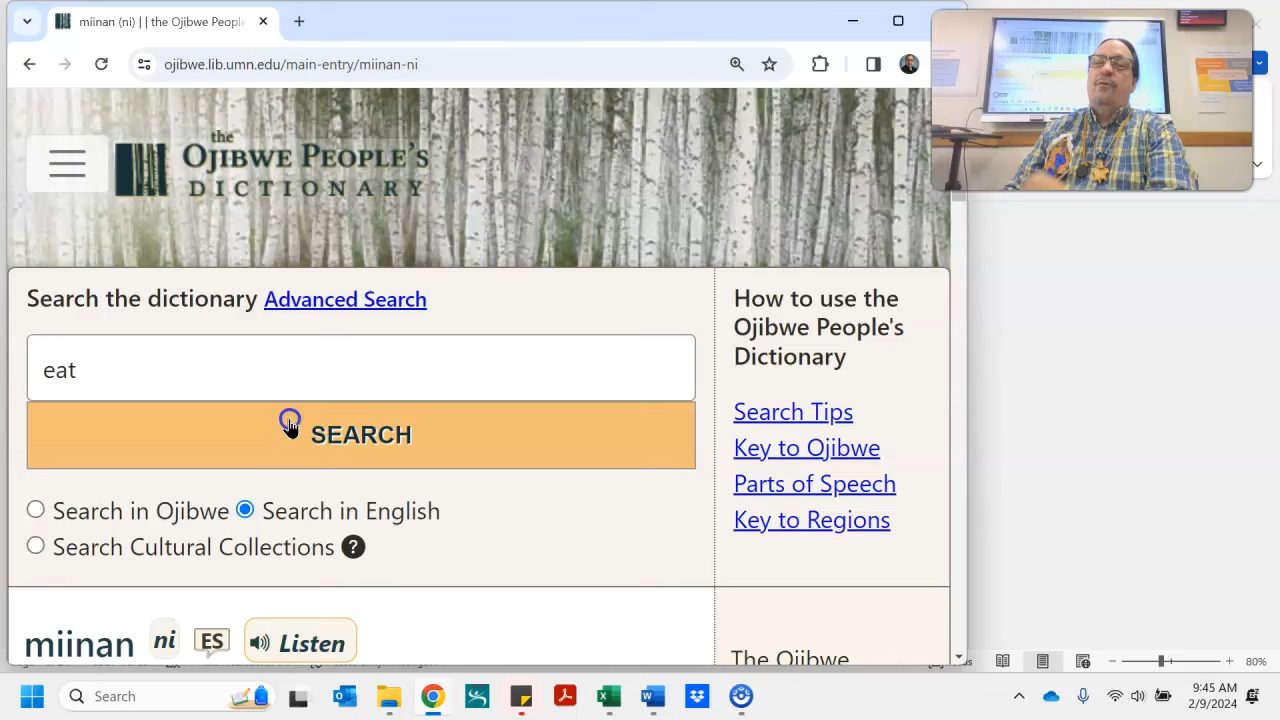 miinan (ni) | | the Ojibwe People
ojibwe.lib.umn.edu/main-entry/miinan-ni
the
OJIBWE PEOPLE'S
DICTIONARY
Search the dictionary Advanced Search
eat
SEARCH
Search in Ojibwe Search in English
Search Cultural Collections ?
How to use the
Ojibwe People's
Dictionary
Search Tips
Key to Ojibwe
Parts of Speech
Key to Regions
miinan ni ES Listen
The Ojibwe
80%
Search
9:45 AM
2/9/2024